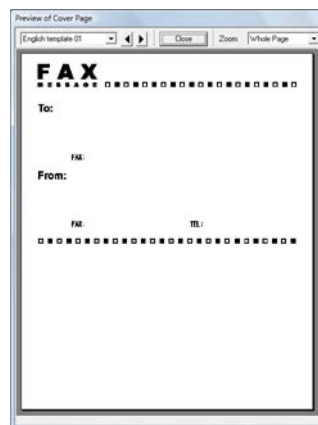 Preview of Cover Page
English template 01 Close Zoom: Whole Page
FAX
MESSAGE
To:
FAX:
From:
FAX: TEL: